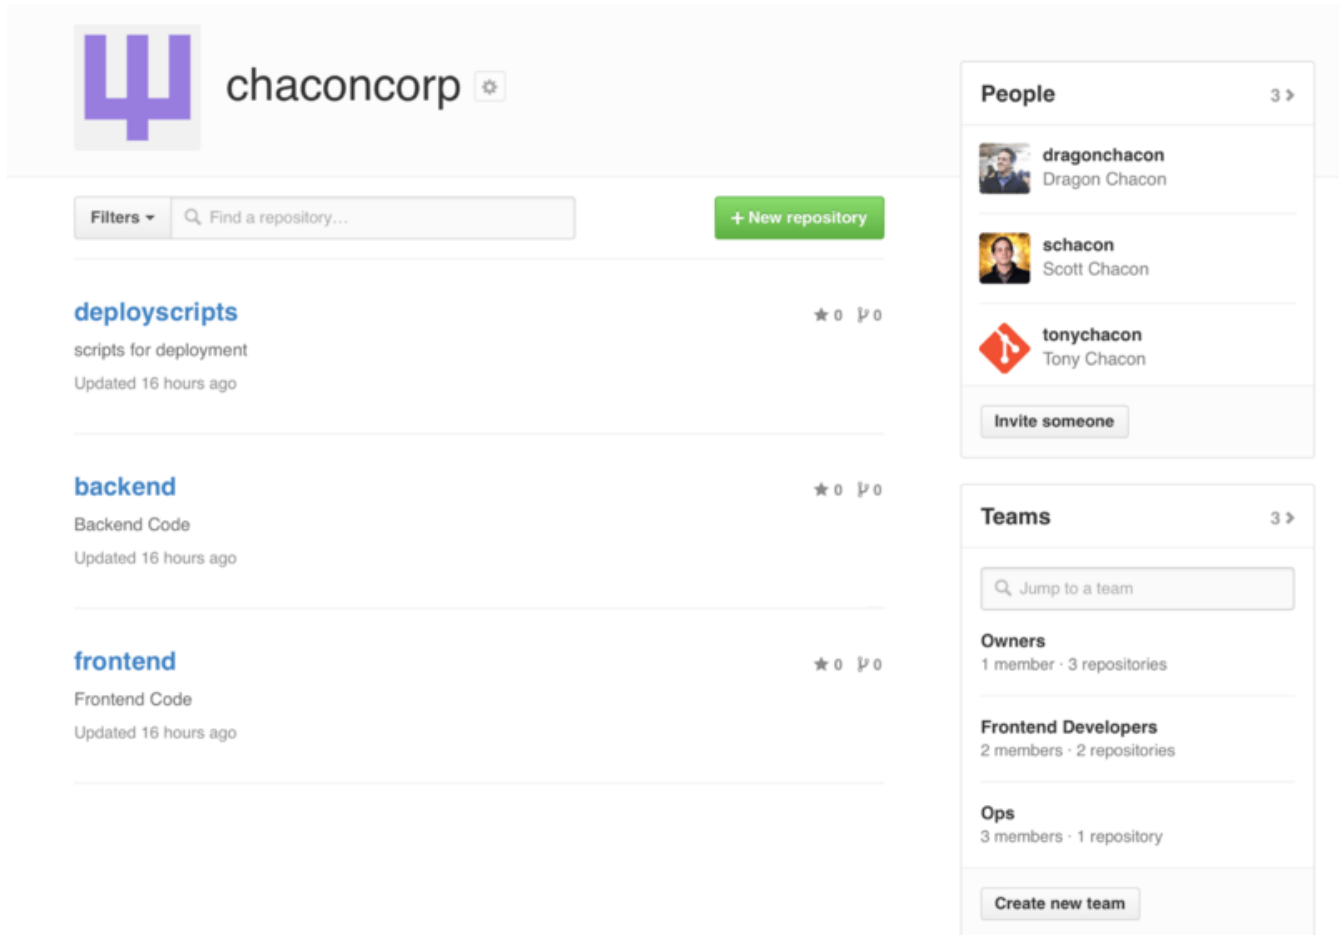 chaconcorp
Filters
Find a repository...
+ New repository
deployscripts
0 0
scripts for deployment
Updated 16 hours ago
backend
0 0
Backend Code
Updated 16 hours ago
frontend
0 0
Frontend Code
Updated 16 hours ago
People 3
dragonchacon
Dragon Chacon
schacon
Scott Chacon
tonychacon
Tony Chacon
Invite someone
Teams 3
Jump to a team
Owners
1 member · 3 repositories
Frontend Developers
2 members · 2 repositories
Ops
3 members · 1 repository
Create new team